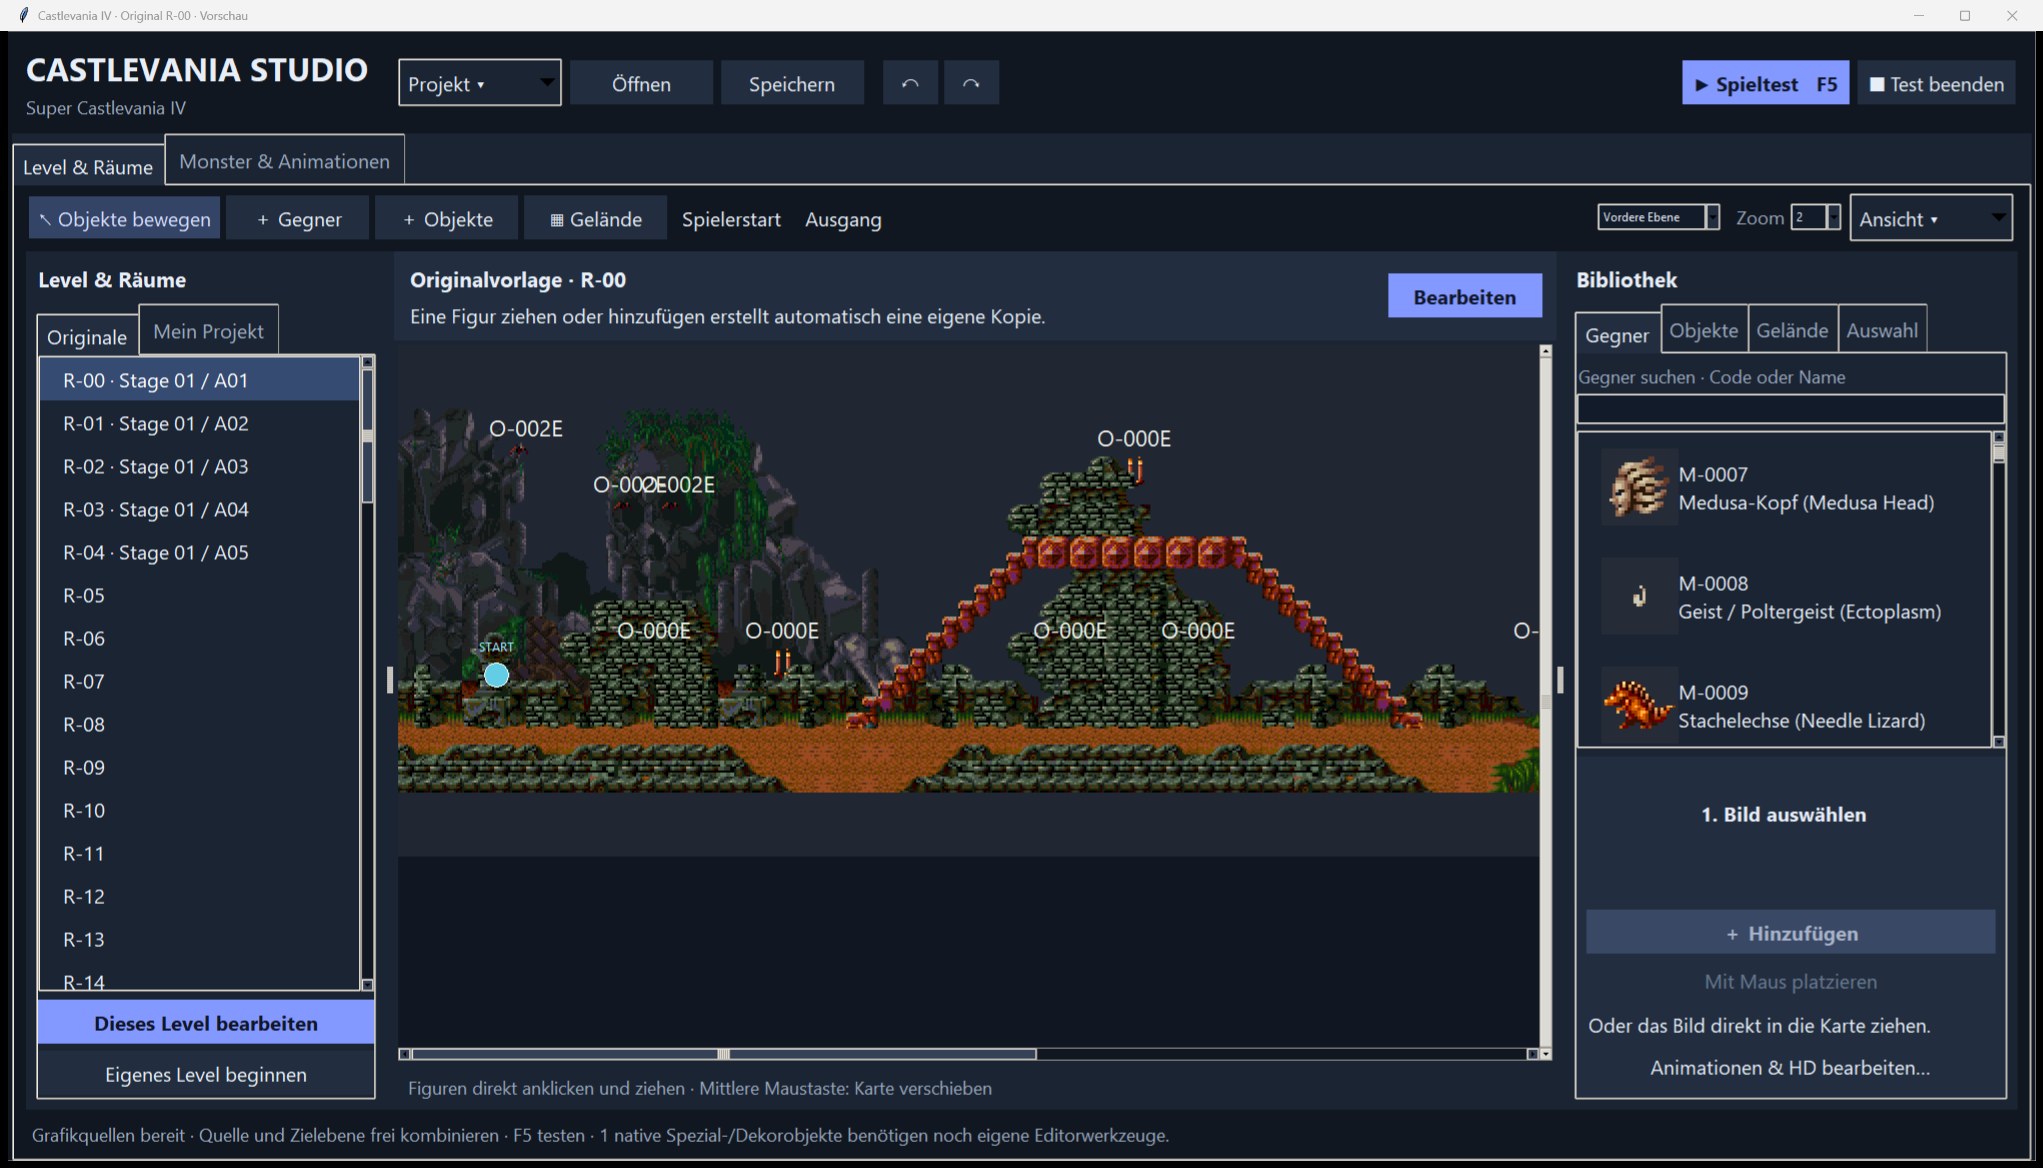 Castlevania IV · Original R-00 · Vorschau
CASTLEVANIA STUDIO
Super Castlevania IV
Projekt ▾
Öffnen
Speichern
► Spieltest F5
■ Test beenden
Level & Räume
Monster & Animationen
↖ Objekte bewegen
+ Gegner
+ Objekte
▦ Gelände
Spielerstart
Ausgang
Vordere Ebene
Zoom
2
Ansicht ▾
Level & Räume
Originale
Mein Projekt
R-00 · Stage 01 / A01
R-01 · Stage 01 / A02
R-02 · Stage 01 / A03
R-03 · Stage 01 / A04
R-04 · Stage 01 / A05
R-05
R-06
R-07
R-08
R-09
R-10
R-11
R-12
R-13
R-14
Dieses Level bearbeiten
Eigenes Level beginnen
Originalvorlage · R-00
Eine Figur ziehen oder hinzufügen erstellt automatisch eine eigene Kopie.
Bearbeiten
O-002E
O-000E
O-002E
O-002E
O-000E
O-000E
O-000E
O-000E
O-
START
Figuren direkt anklicken und ziehen · Mittlere Maustaste: Karte verschieben
Bibliothek
Gegner
Objekte
Gelände
Auswahl
Gegner suchen · Code oder Name
M-0007
Medusa-Kopf (Medusa Head)
M-0008
Geist / Poltergeist (Ectoplasm)
M-0009
Stachelechse (Needle Lizard)
1. Bild auswählen
+ Hinzufügen
Mit Maus platzieren
Oder das Bild direkt in die Karte ziehen.
Animationen & HD bearbeiten...
Grafikquellen bereit · Quelle und Zielebene frei kombinieren · F5 testen · 1 native Spezial-/Dekorobjekte benötigen noch eigene Editorwerkzeuge.